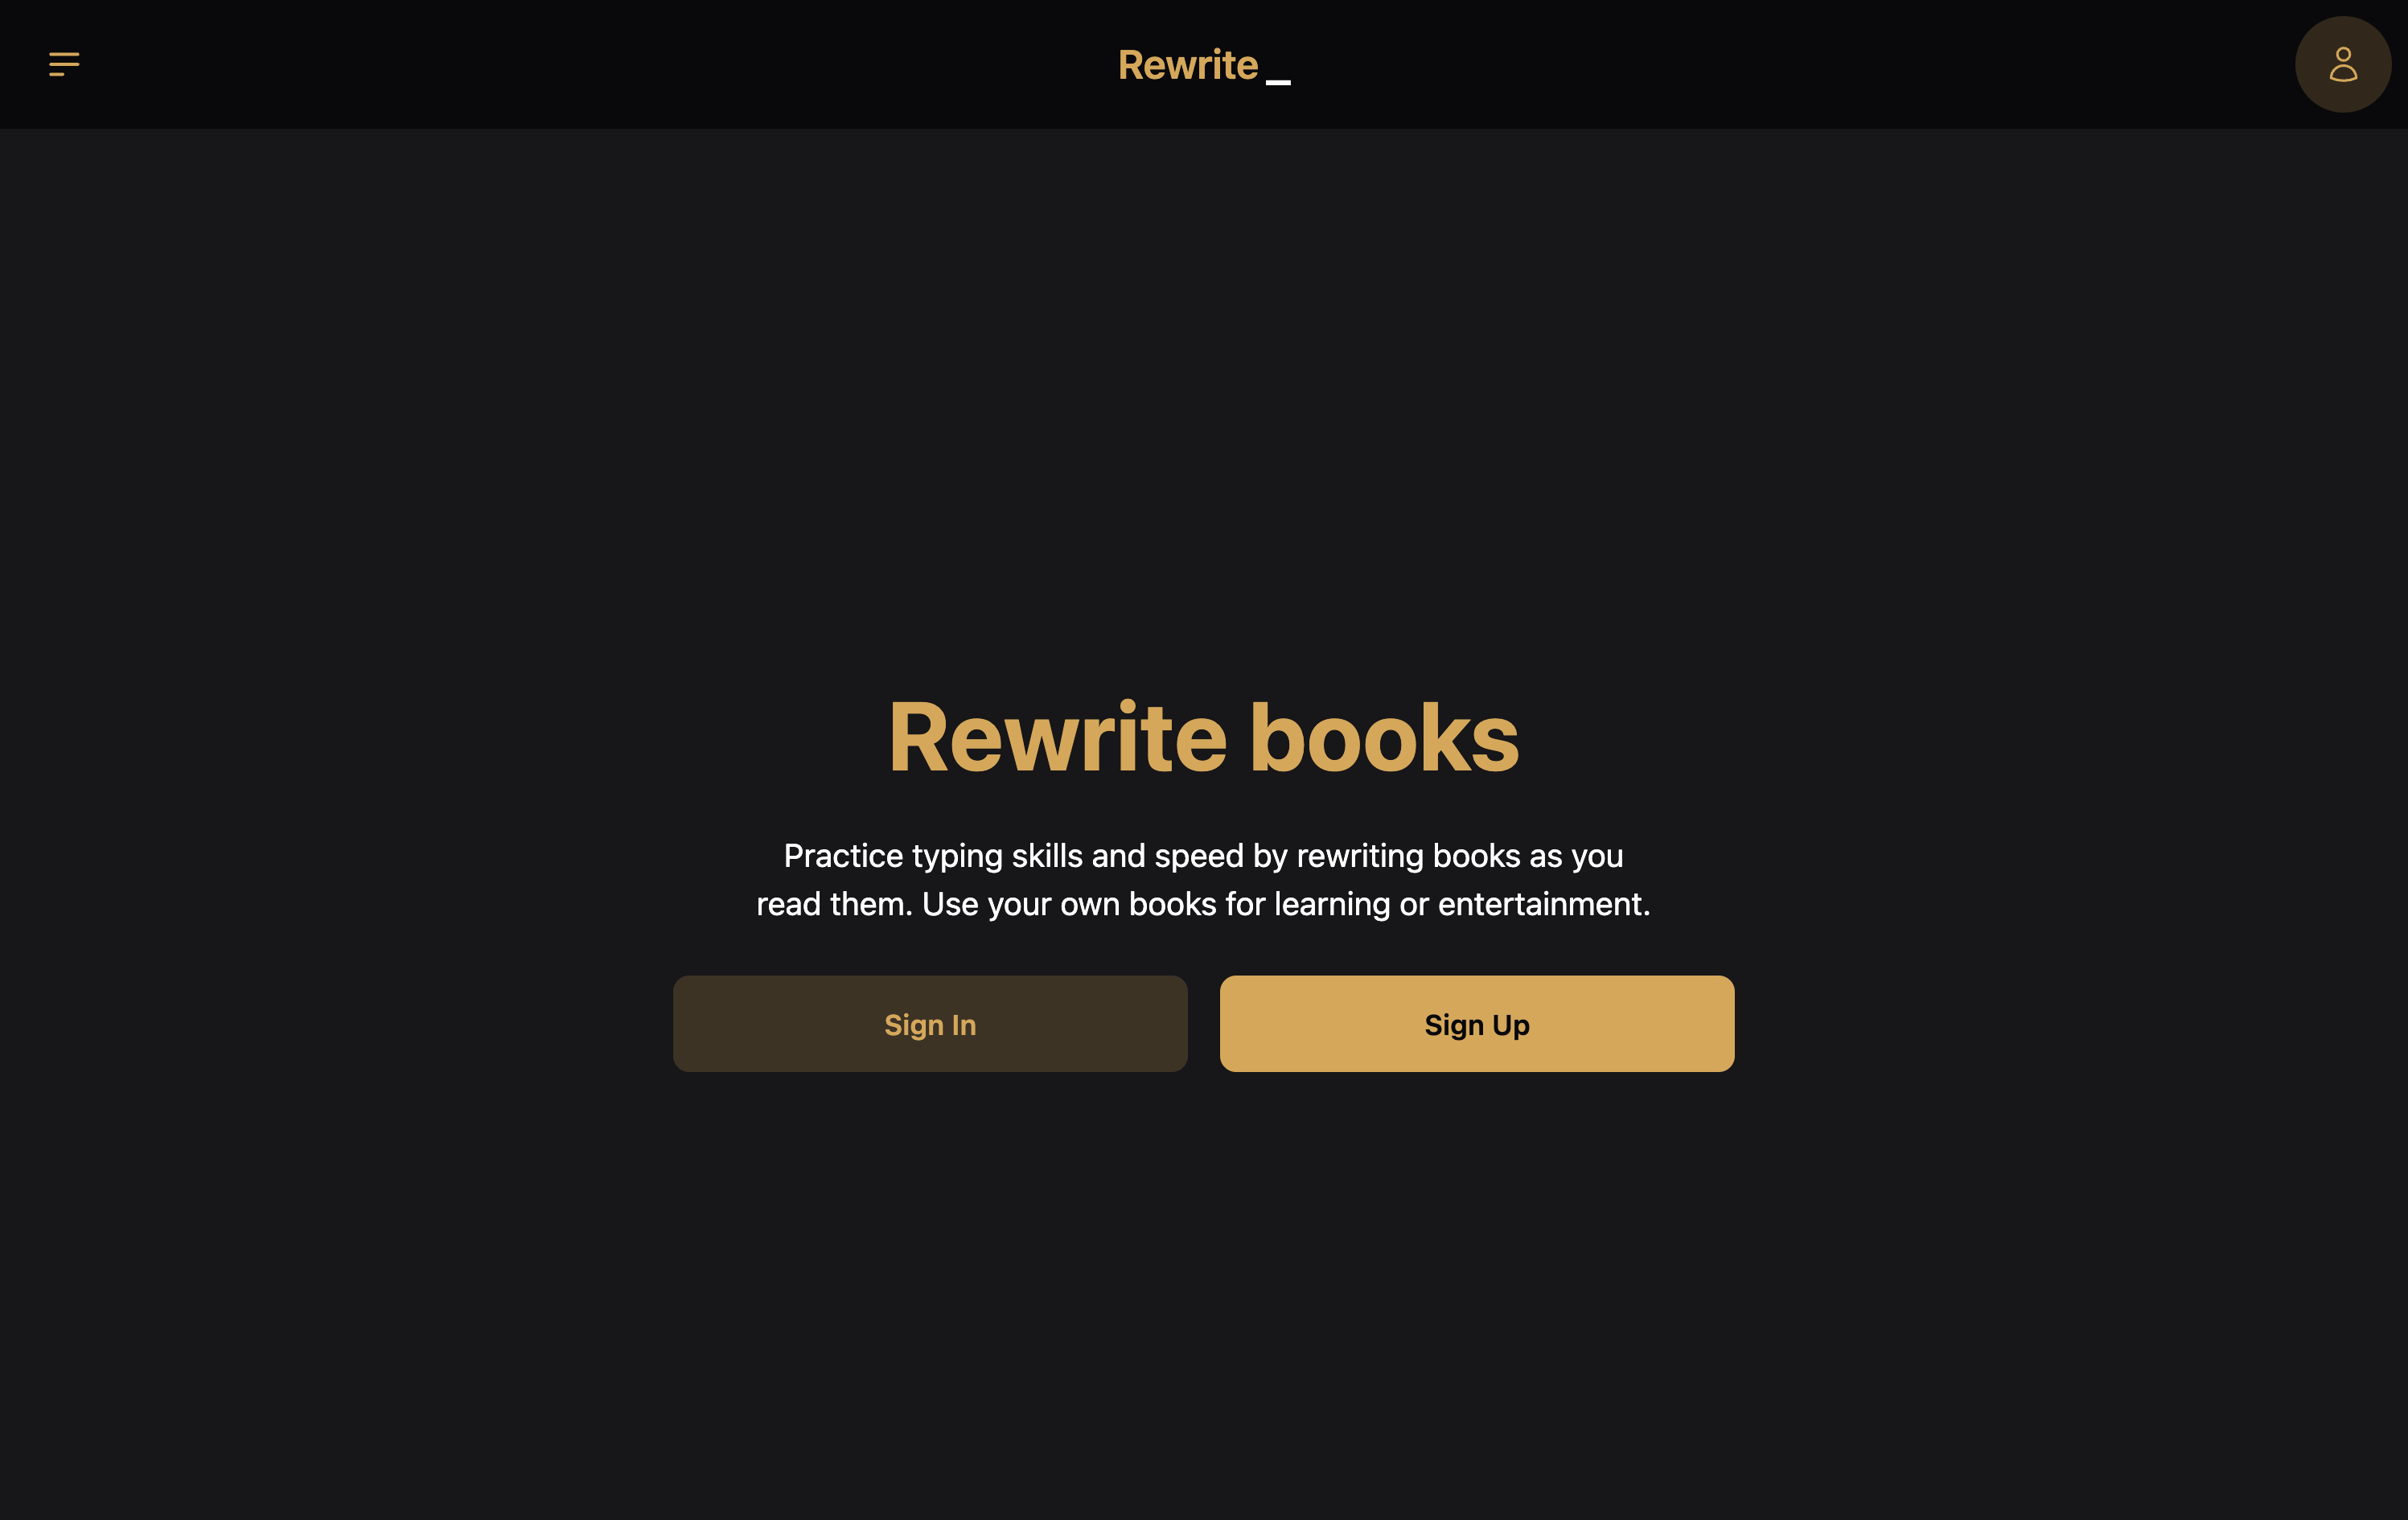 Rewrite _
Rewrite books
Practice typing skills and speed by rewriting books as you
read them. Use your own books for learning or entertainment.
Sign In
Sign Up